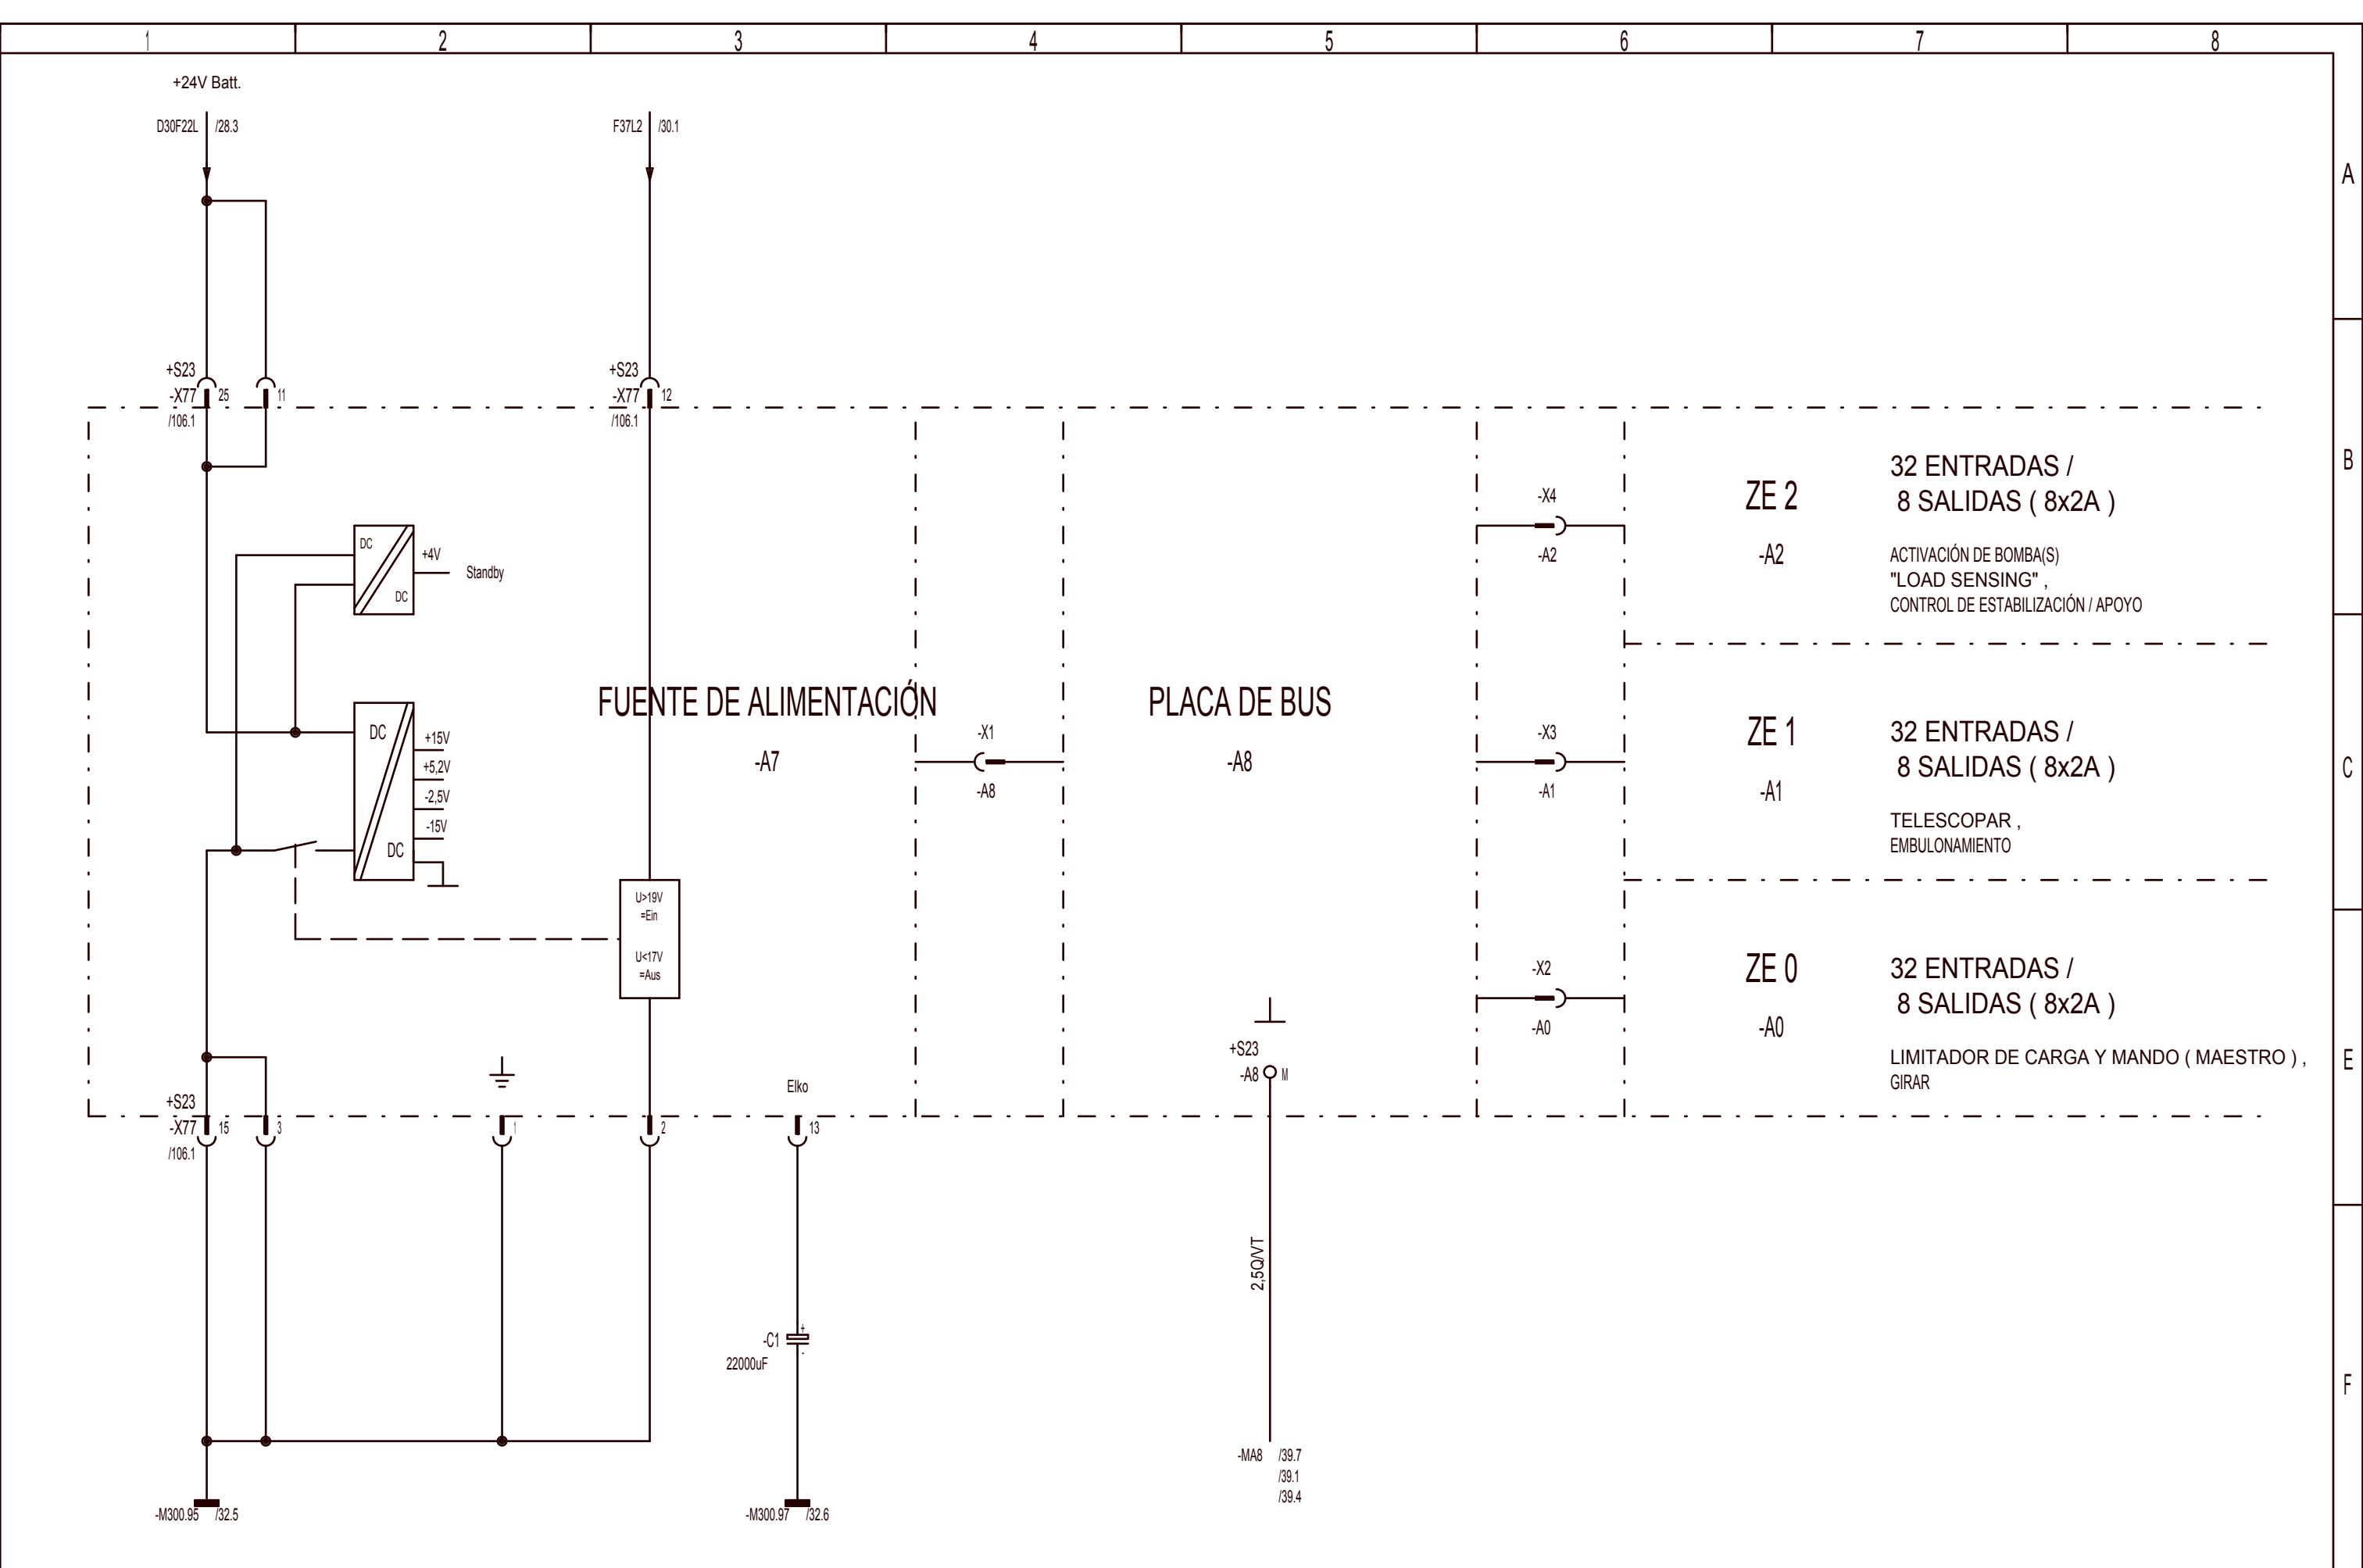 1 2 3 4 5 6 7 8
+24V Batt.
D30F22L /28.3
F37L2 /30.1
A
+S23
-X77 25 11
/106.1
+S23
-X77 12
/106.1
B
DC
DC
+4V
Standby
-X4
-A2
ZE 2
-A2
32 ENTRADAS /
8 SALIDAS ( 8x2A )
ACTIVACIÓN DE BOMBA(S)
"LOAD SENSING" ,
CONTROL DE ESTABILIZACIÓN / APOYO
FUENTE DE ALIMENTACIÓN
-A7
DC
DC
+15V
+5,2V
-2,5V
-15V
-X1
-A8
PLACA DE BUS
-A8
-X3
-A1
ZE 1
-A1
32 ENTRADAS /
8 SALIDAS ( 8x2A )
TELESCOPAR ,
EMBULONAMIENTO
C
U>19V
=Ein
U<17V
=Aus
-X2
-A0
ZE 0
-A0
32 ENTRADAS /
8 SALIDAS ( 8x2A )
LIMITADOR DE CARGA Y MANDO ( MAESTRO ) ,
GIRAR
E
+S23
-A8 M
Elko
+S23
-X77 15 3 1 2 13
/106.1
2,5Q/VT
-C1 + -
22000uF
F
-MA8 /39.7
/39.1
/39.4
-M300.95 /32.5
-M300.97 /32.6